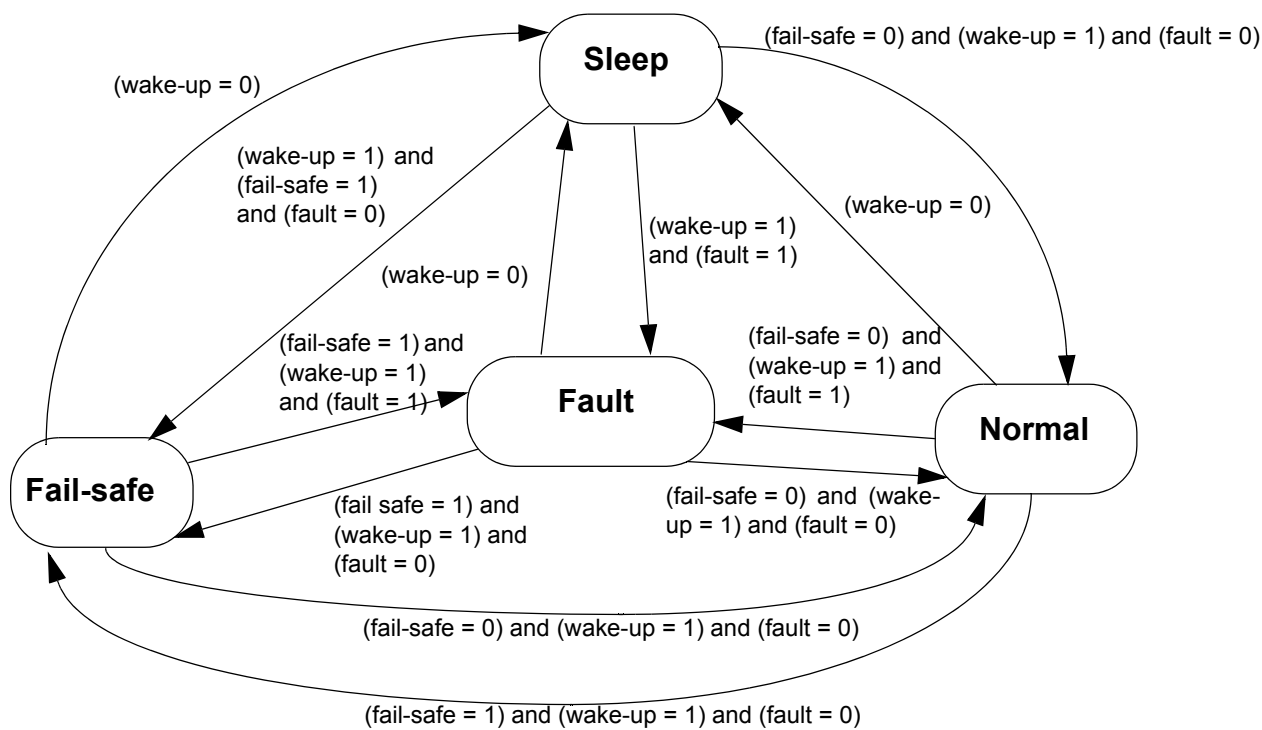 Sleep
(fail-safe = 0) and (wake-up = 1) and (fault = 0)
(wake-up = 0)
(wake-up = 1) and
(fail-safe = 1)
and (fault = 0)
(wake-up = 0)
(wake-up = 1)
and (fault = 1)
(wake-up = 0)
(fail-safe = 1) and
(wake-up = 1)
and (fault = 1)
Fault
(fail-safe = 0) and
(wake-up = 1) and
(fault = 1)
Normal
Fail-safe
(fail safe = 1) and
(wake-up = 1) and
(fault = 0)
(fail-safe = 0) and (wake-
up = 1) and (fault = 0)
(fail-safe = 0) and (wake-up = 1) and (fault = 0)
(fail-safe = 1) and (wake-up = 1) and (fault = 0)